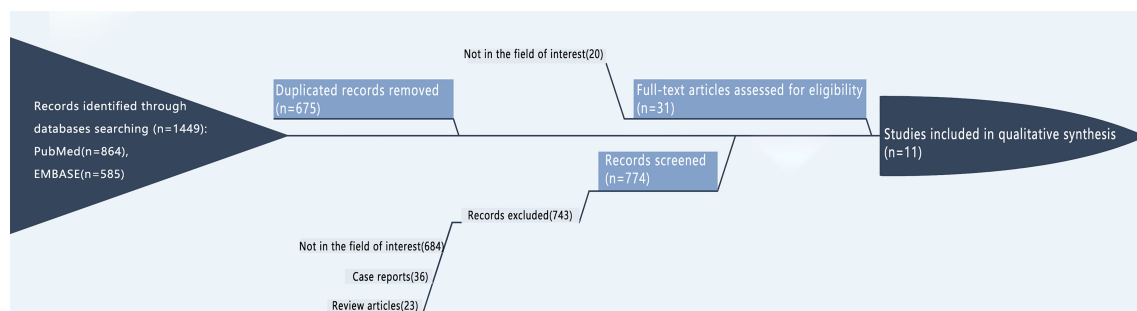 Records identified through
databases searching (n=1449):
PubMed(n=864),
EMBASE(n=585)
Duplicated records removed
(n=675)
Not in the field of interest(20)
Full-text articles assessed for eligibility
(n=31)
Studies included in qualitative synthesis
(n=11)
Records screened
(n=774)
Records excluded(743)
Not in the field of interest(684)
Case reports(36)
Review articles(23)